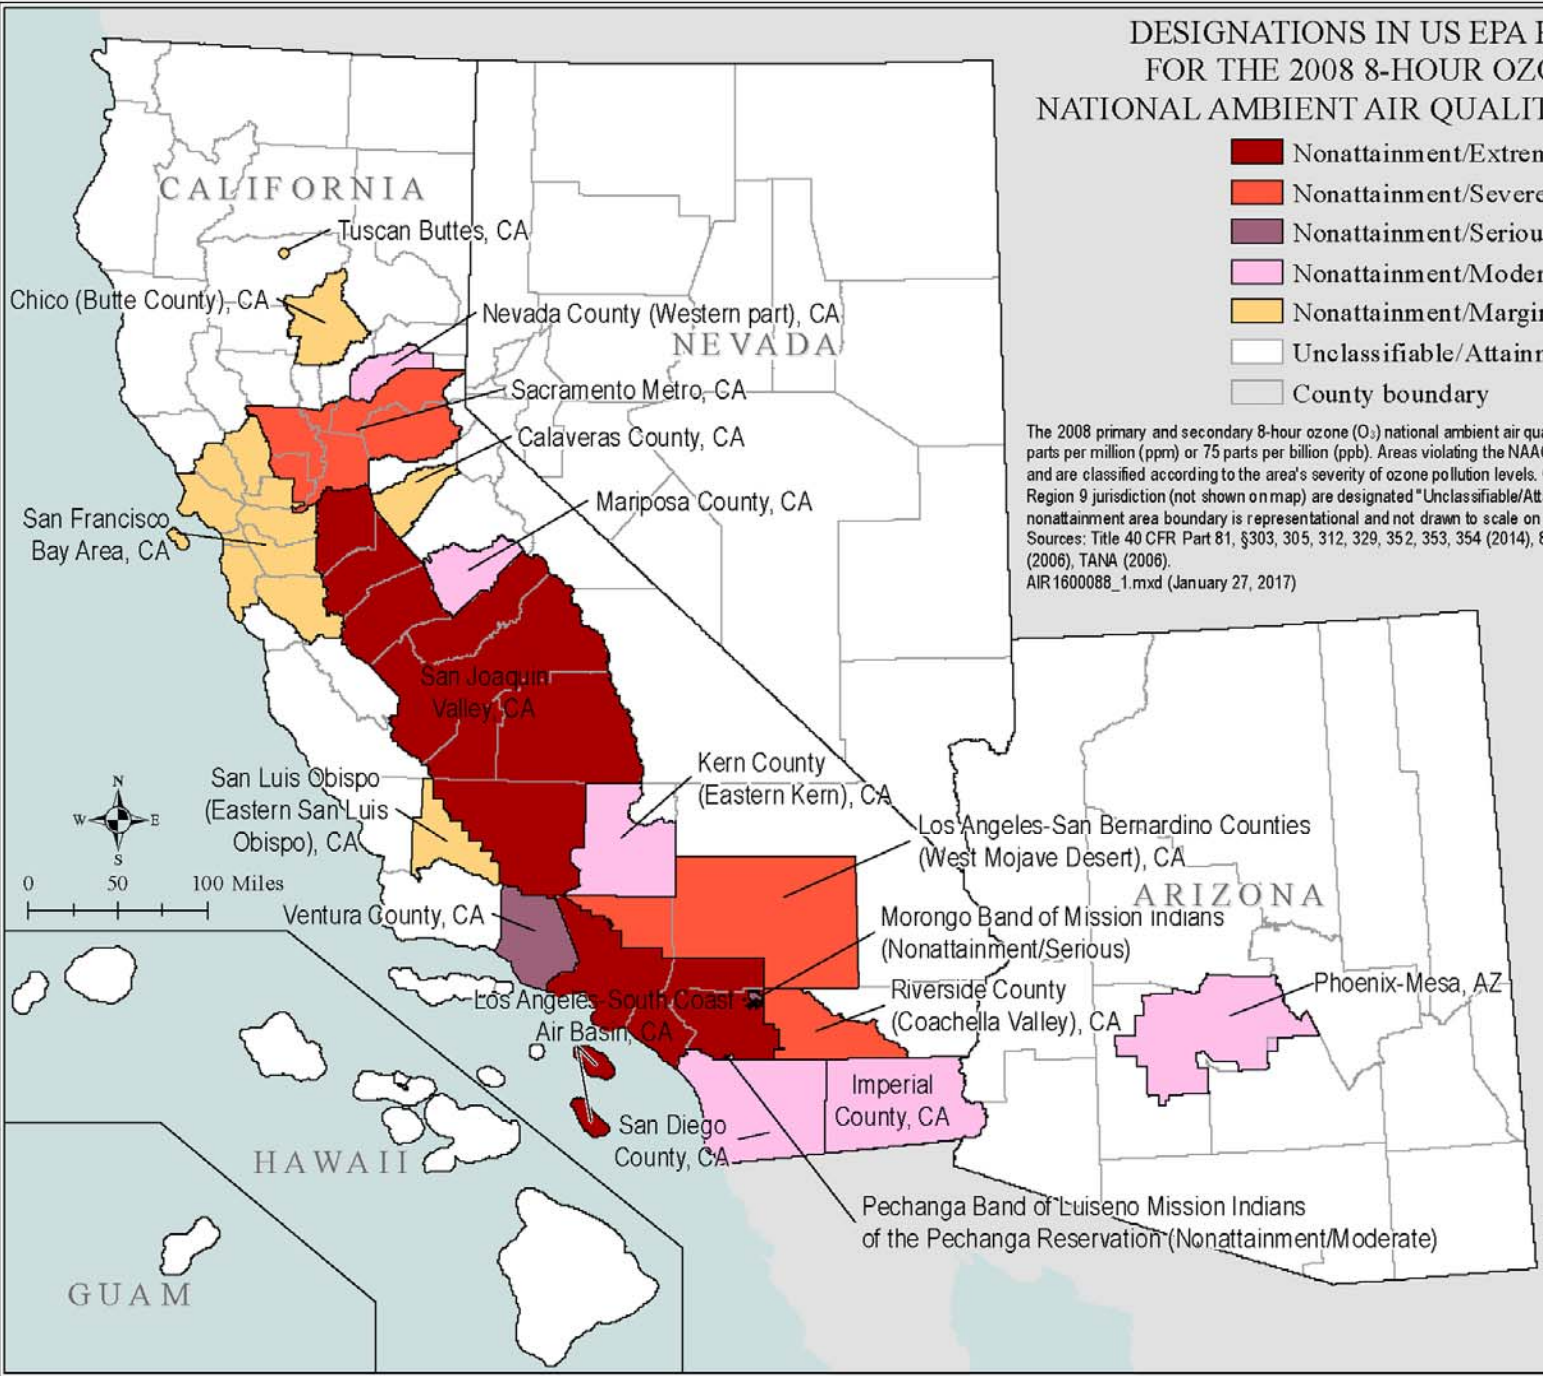 DESIGNATIONS IN US EPA
FOR THE 2008 8-HOUR
NATIONAL AMBIENT AIR
Nonattainment/Extrem
Nonattainment/Severe
Nonattainment/Seriou
Nonattainment/Moder
Nonattainment/Margin
Unclassifiable/Attainm
County boundary
The 2008 primary and secondary 8-hour ozone (O₃) national ambient air qua
parts per million (ppm) or 75 parts per billion (ppb). Areas violating the NAA
and are classified according to the area's severity of ozone pollution levels.
Region 9 jurisdiction (not shown on map) are designated "Unclassifiable/Att
nonattainment area boundary is representational and not drawn to scale on
Sources: Title 40 CFR Part 81, §303, 305, 312, 329, 352, 353, 354 (2014),
(2006), TANA (2006).
AIR1600088_1.mxd (January 27, 2017)
CALIFORNIA
Tuscan Buttes, CA
Chico (Butte County), CA
Nevada County (Western part), CA
NEVADA
Sacramento Metro, CA
Calaveras County, CA
Mariposa County, CA
San Francisco
Bay Area, CA
San Joaquin
Valley, CA
Kern County
(Eastern Kern), CA
San Luis Obispo
(Eastern San Luis
Obispo), CA
N
W E
S
0 50 100 Miles
Los Angeles-San Bernardino Counties
(West Mojave Desert), CA
ARIZONA
Ventura County, CA
Morongo Band of Mission Indians
(Nonattainment/Serious)
Riverside County
(Coachella Valley), CA
Phoenix-Mesa, AZ
Los Angeles-South Coast
Air Basin, CA
Imperial
County, CA
San Diego
County, CA
HAWAII
Pechanga Band of Luiseno Mission Indians
of the Pechanga Reservation (Nonattainment/Moderate)
GUAM